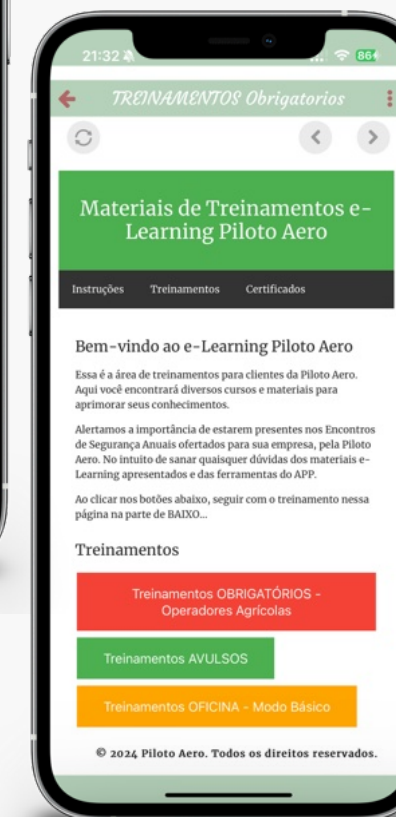 21:32
86
TREINAMENTOS Obrigatorios
Materiais de Treinamentos e-
Learning Piloto Aero
Instruções Treinamentos Certificados
Bem-vindo ao e-Learning Piloto Aero
Essa é a área de treinamentos para clientes da Piloto Aero.
Aqui você encontrará diversos cursos e materiais para
aprimorar seus conhecimentos.
Alertamos a importância de estarem presentes nos Encontros
de Segurança Anuais ofertados para sua empresa, pela Piloto
Aero. No intuito de sanar quaisquer dúvidas dos materiais e-
Learning apresentados e das ferramentas do APP.
Ao clicar nos botões abaixo, seguir com o treinamento nessa
página na parte de BAIXO...
Treinamentos
Treinamentos OBRIGATÓRIOS -
Operadores Agrícolas
Treinamentos AVULSOS
Treinamentos OFICINA - Modo Básico
© 2024 Piloto Aero. Todos os direitos reservados.